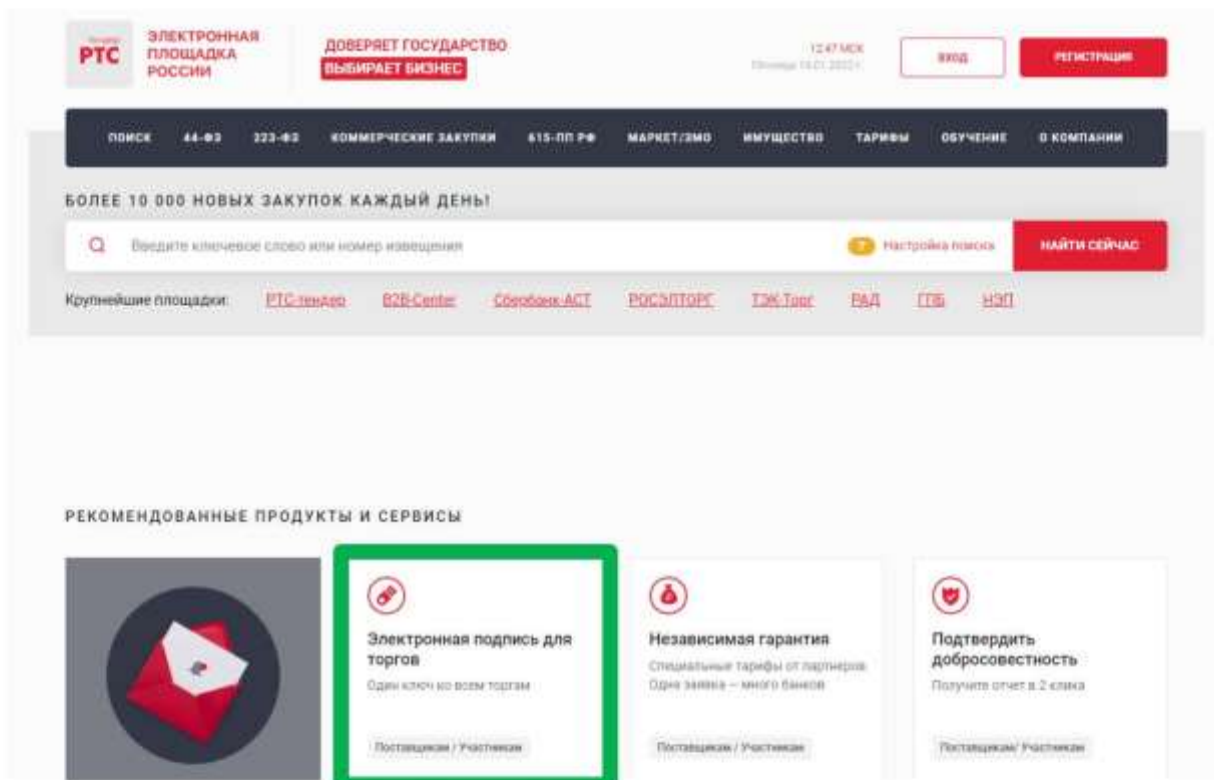 РТС
ЭЛЕКТРОННАЯ
ПЛОЩАДКА
РОССИИ
ДОВЕРЯЕТ ГОСУДАРСТВО
ВЫБИРАЕТ БИЗНЕС
12:47 МСК
ВХОД
РЕГИСТРАЦИЯ
ПОИСК 44-ФЗ 223-ФЗ КОММЕРЧЕСКИЕ ЗАКУПКИ 615-ПП РФ МАРКЕТ/ЗМО ИМУЩЕСТВО ТАРИФЫ ОБУЧЕНИЕ О КОМПАНИИ
БОЛЕЕ 10 000 НОВЫХ ЗАКУПОК КАЖДЫЙ ДЕНЬ!
Введите ключевое слово или номер извещения
Настройка поиска
НАЙТИ СЕЙЧАС
Крупнейшие площадки: РТС-тендер B2B-Center Сбербанк-АСТ РОСЭЛТОРГ ТЭК-Торг РАД ГПБ НЭП
РЕКОМЕНДОВАННЫЕ ПРОДУКТЫ И СЕРВИСЫ
Электронная подпись для
торгов
Один ключ ко всем торгам
Поставщикам / Участникам
Независимая гарантия
Специальные тарифы от партнеров
Одна заявка — много банков
Поставщикам / Участникам
Подтвердить
добросовестность
Получите отчет в 2 клика
Поставщикам/ Участникам